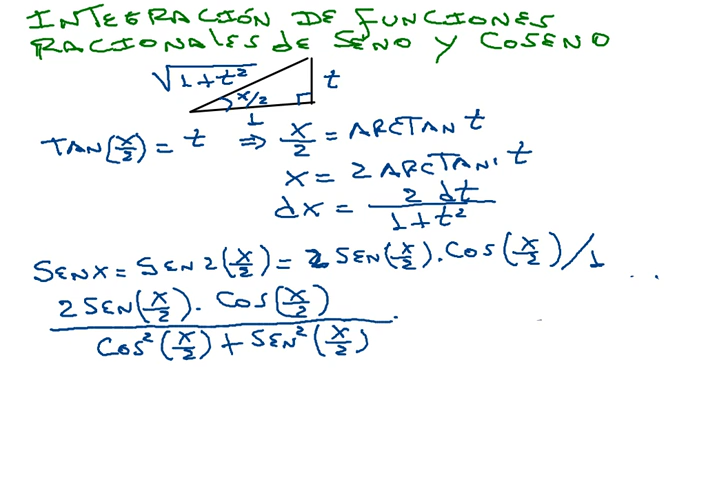 INTEGRACIÓN DE FUNCIONES
RACIONALES de SENO y COSENO
√1+t² t
x/2
1
TAN(x/2) = t ⇒ x/2 = ARCTAN t
x = 2 ARCTAN t
dx = 2 dt / 1+t²
SENX = SEN 2(x/2) = 2 SEN(x/2) . Cos(x/2) / 1 ...
2 SEN(x/2) . Cos(x/2)
Cos²(x/2) + SEN²(x/2)